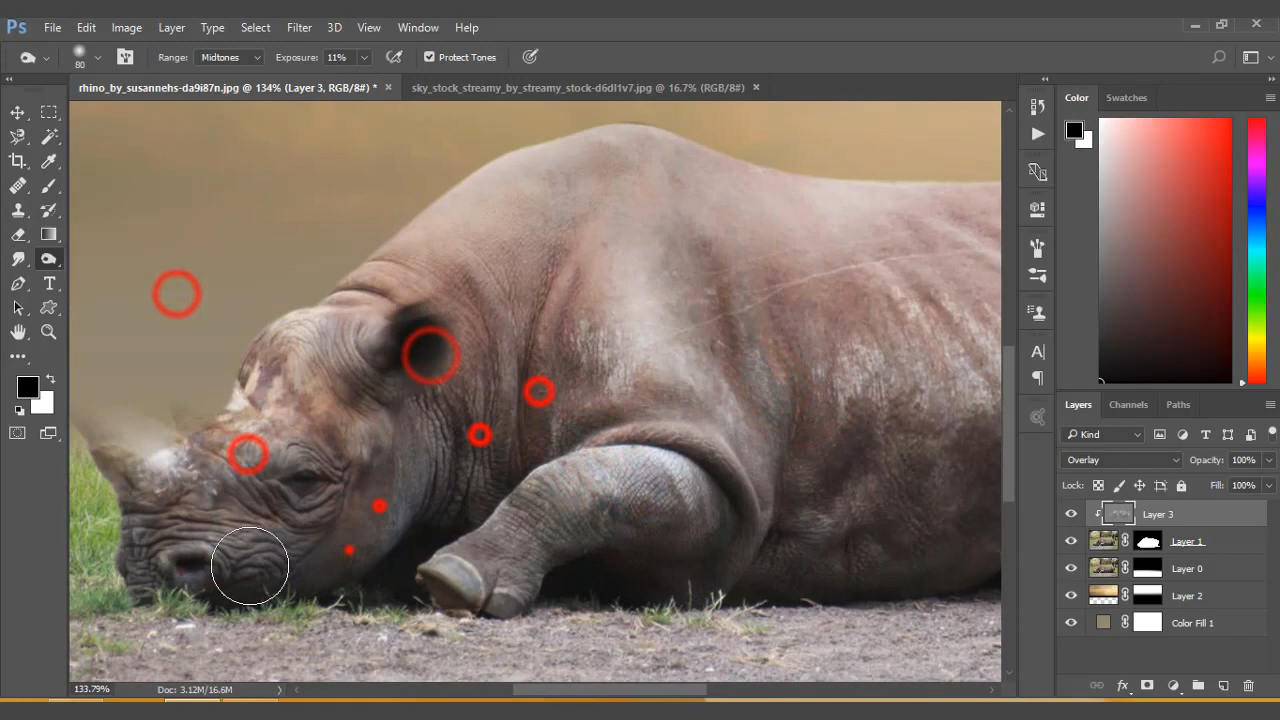 Ps File Edit Image Layer Type Select Filter 3D View Window Help
80 Range: Midtones Exposure: 11% Protect Tones
rhino_by_susannehs-da9i87n.jpg @ 134% (Layer 3, RGB/8#) * × sky_stock_streamy_by_streamy_stock-d6dl1v7.jpg @ 16.7% (RGB/8#) ×
Color Swatches
Layers Channels Paths
Kind
Overlay Opacity: 100%
Lock: Fill: 100%
Layer 3
Layer 1
Layer 0
Layer 2
Color Fill 1
133.79% Doc: 3.12M/16.6M